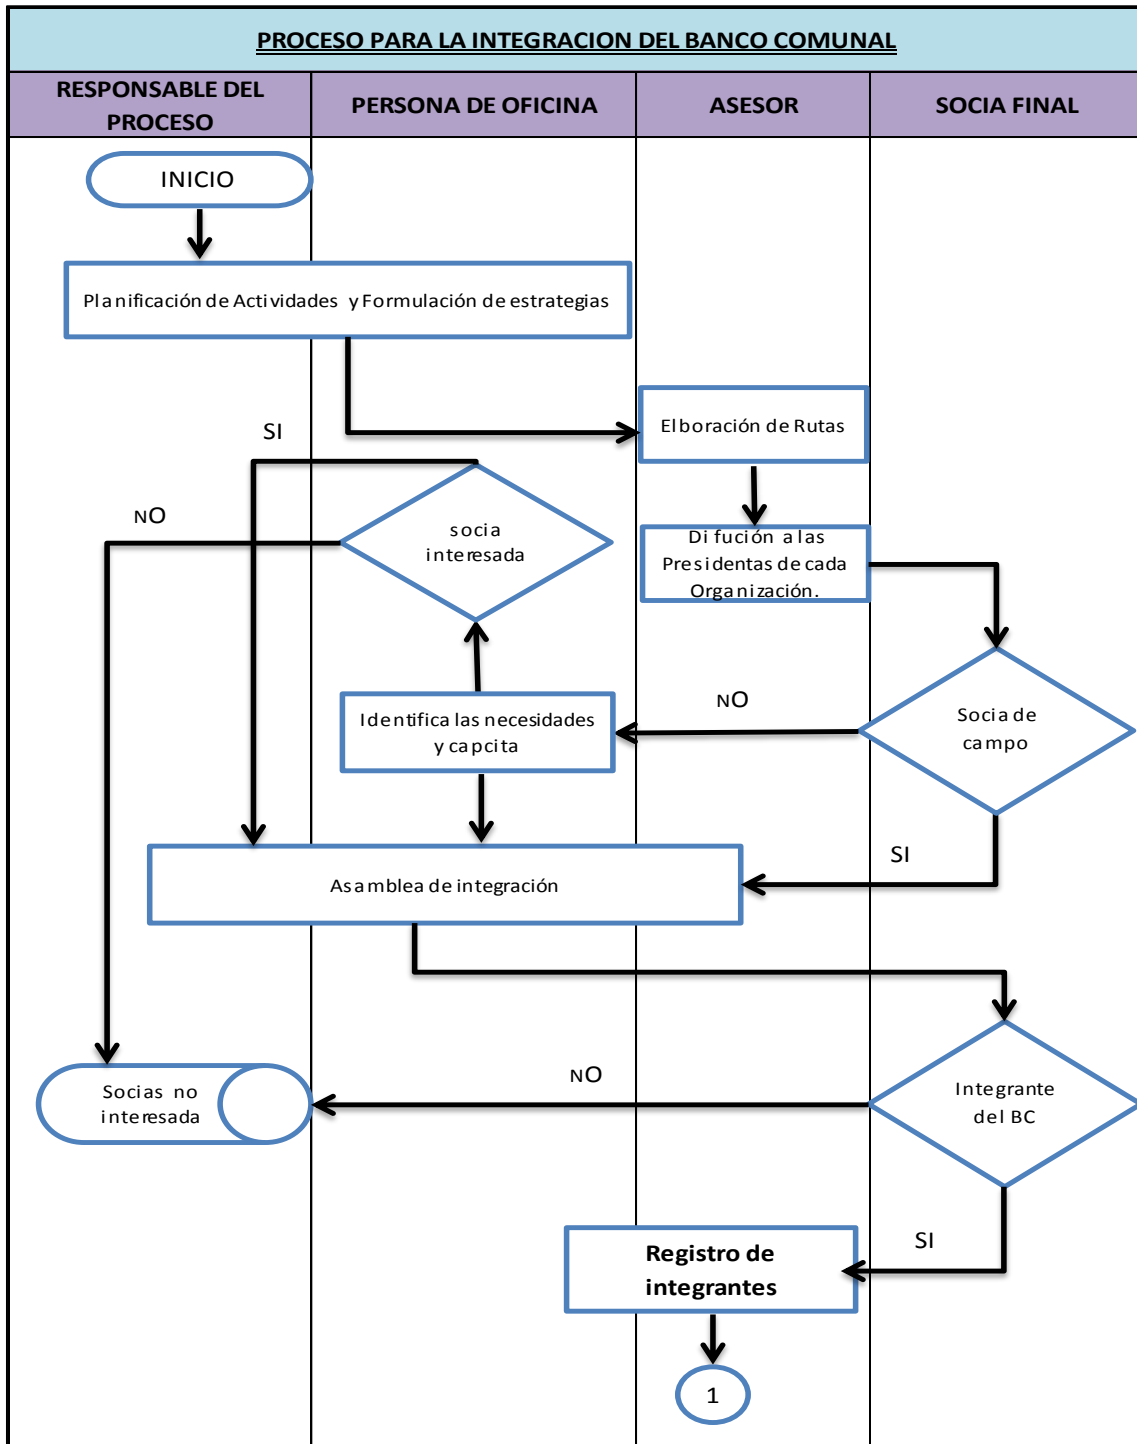 PROCESO PARA LA INTEGRACION DEL BANCO COMUNAL
RESPONSABLE DEL
PROCESO
PERSONA DE OFICINA
ASESOR
SOCIA FINAL
INICIO
Planificación de Actividades y Formulación de estrategias
Elboración de Rutas
SI
NO
socia
interesada
Difución a las
Presidentas de cada
Organización.
Identifica las necesidades
y capcita
NO
Socia de
campo
SI
Asamblea de integración
Socias no
interesada
NO
Integrante
del BC
SI
Registro de
integrantes
1